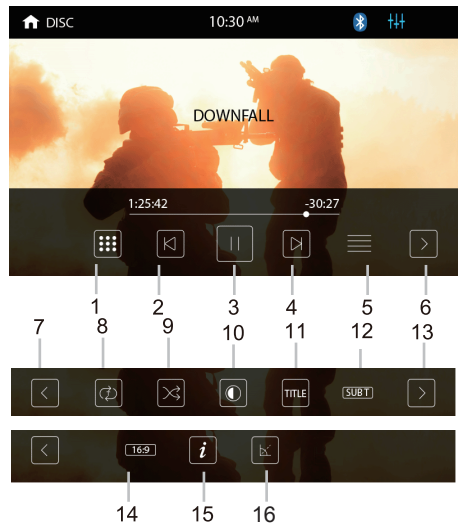 DISC 10:30 AM
DOWNFALL
1:25:42 -30:27
1 2 3 4 5 6
7 8 9 10 11 12 13
TITLE SUB T
16:9 i
14 15 16